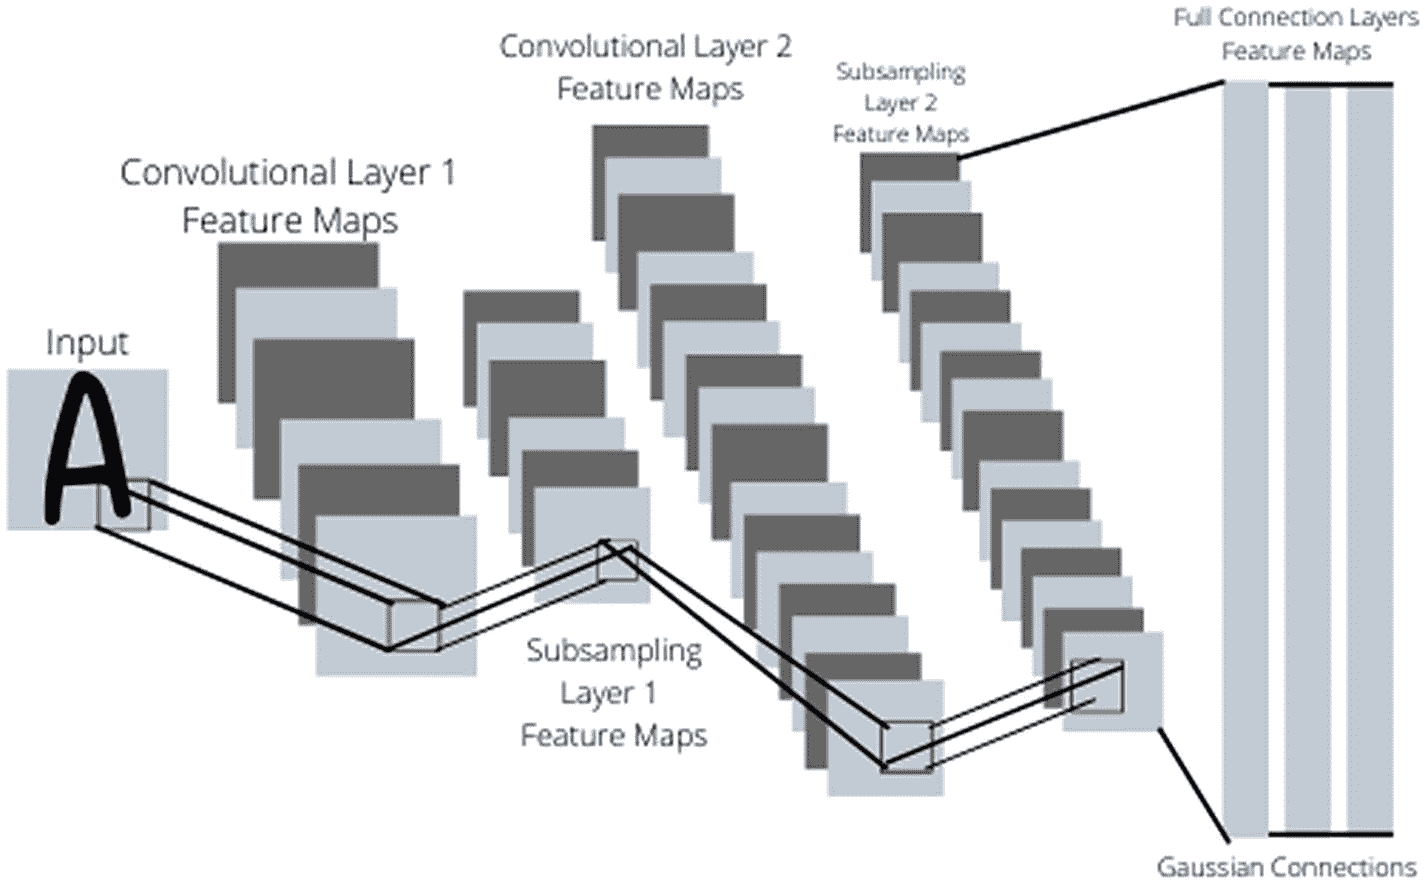 Input
A
Convolutional Layer 1
Feature Maps
Subsampling
Layer 1
Feature Maps
Convolutional Layer 2
Feature Maps
Subsampling
Layer 2
Feature Maps
Full Connection Layers
Feature Maps
Gaussian Connections